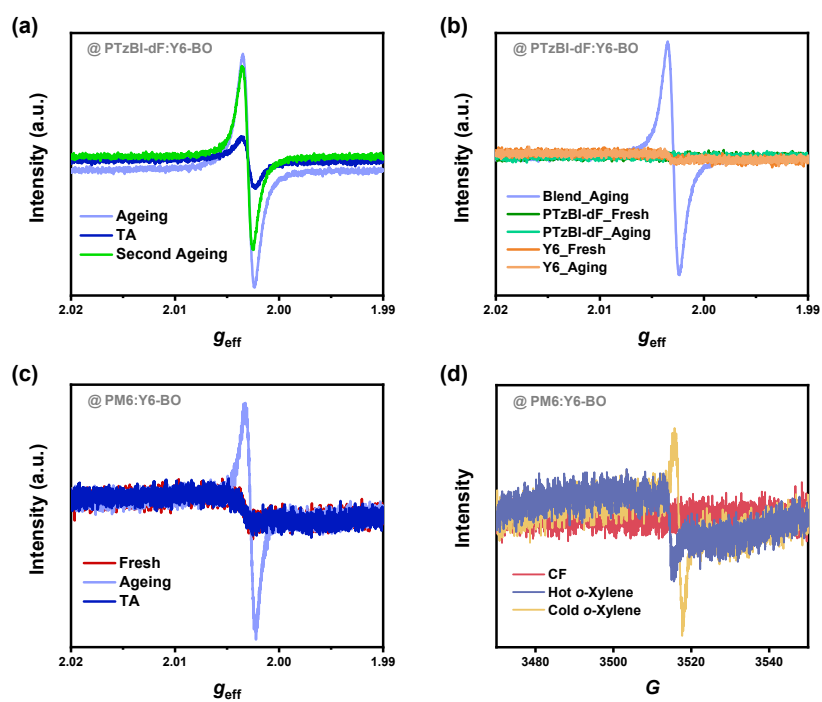 (a)
@ PTzBI-dF:Y6-BO
Intensity (a.u.)
Ageing
TA
Second Ageing
2.02 2.01 2.00 1.99
geff
(b)
@ PTzBI-dF:Y6-BO
Intensity (a.u.)
Blend_Aging
PTzBI-dF_Fresh
PTzBI-dF_Aging
Y6_Fresh
Y6_Aging
2.02 2.01 2.00 1.99
geff
(c)
@ PM6:Y6-BO
Intensity (a.u.)
Fresh
Ageing
TA
2.02 2.01 2.00 1.99
geff
(d)
@ PM6:Y6-BO
Intensity
CF
Hot o-Xylene
Cold o-Xylene
3480 3510 3540
G